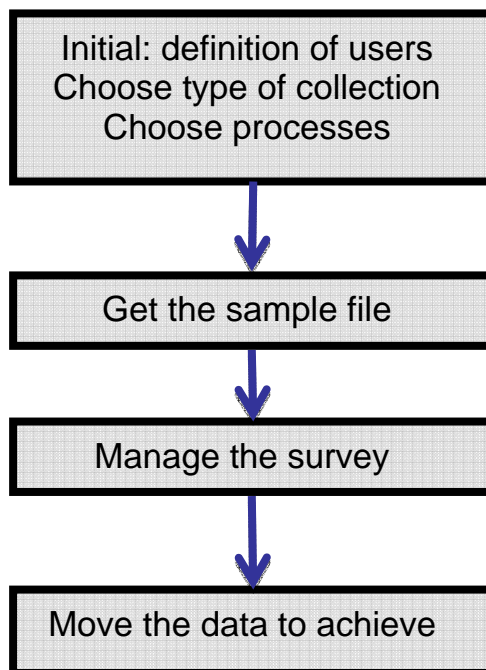 Initial: definition of users
Choose type of collection
Choose processes
Get the sample file
Manage the survey
Move the data to achieve